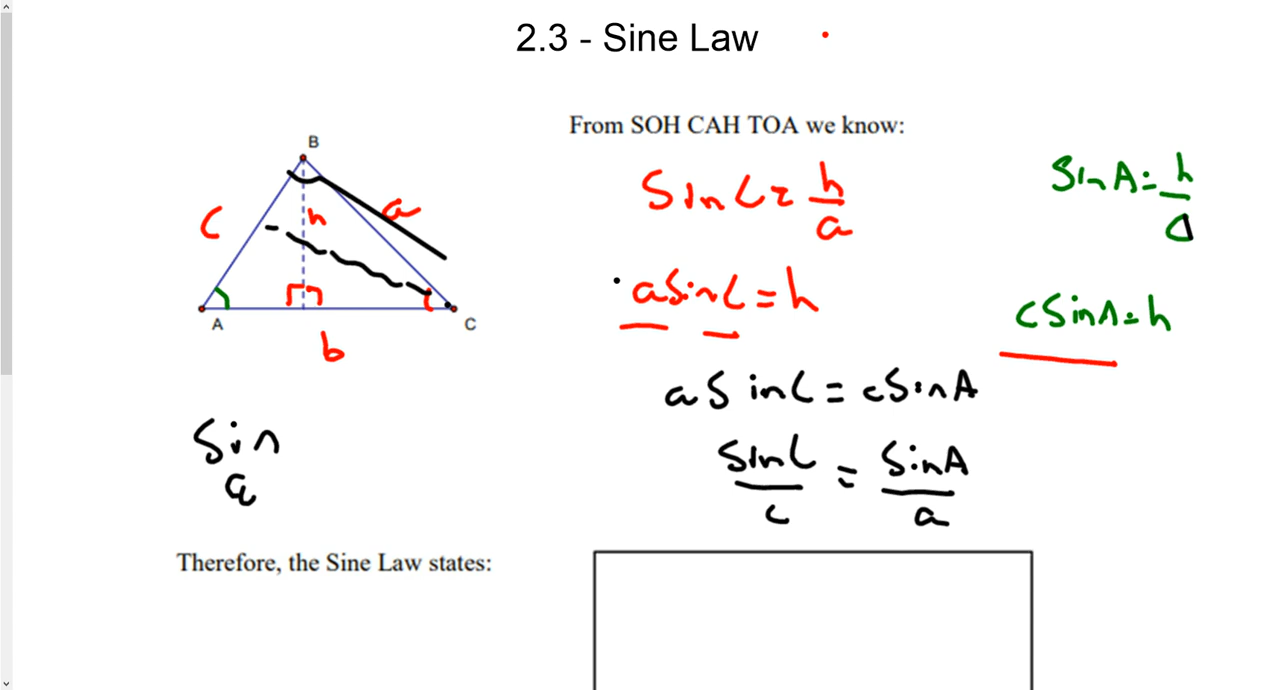 2.3 - Sine Law
From SOH CAH TOA we know:
B
c
h
a
A
C
b
sin C = h/a
sin A = h/
a sin C = h
c sin A = h
a sin C = c sin A
sin C/c = sin A/a
sin
Therefore, the Sine Law states: